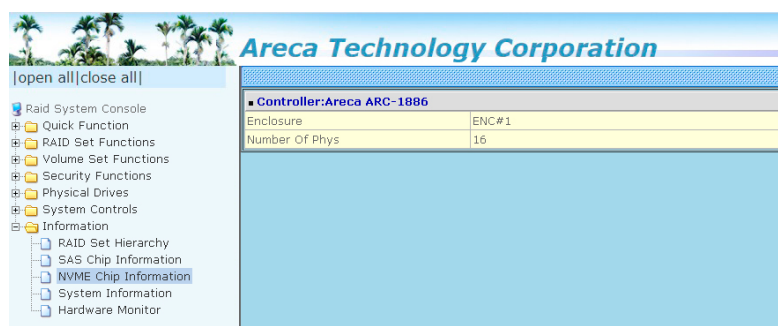 Areca Technology Corporation
|open all|close all|
Raid System Console
Quick Function
RAID Set Functions
Volume Set Functions
Security Functions
Physical Drives
System Controls
Information
RAID Set Hierarchy
SAS Chip Information
NVME Chip Information
System Information
Hardware Monitor
Controller:Areca ARC-1886
Enclosure ENC#1
Number Of Phys 16